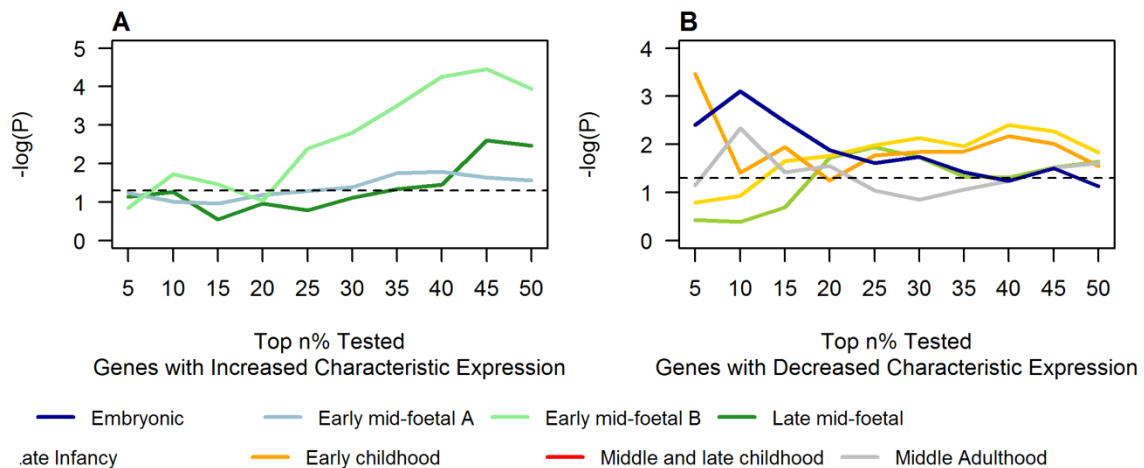 A
B
5
4
3
2
1
0
-log(P)
4
3
2
1
0
-log(P)
5 10 15 20 25 30 35 40 45 50
5 10 15 20 25 30 35 40 45 50
Top n% Tested
Genes with Increased Characteristic Expression
Top n% Tested
Genes with Decreased Characteristic Expression
Embryonic Early mid-foetal A Early mid-foetal B Late mid-foetal
Infancy Early childhood Middle and late childhood Middle Adulthood